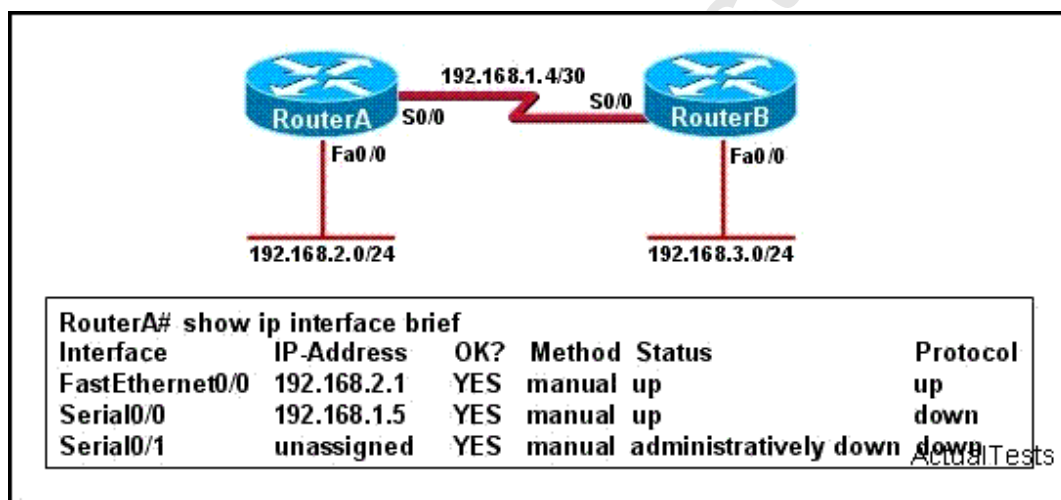 192.168.1.4/30
RouterA S0/0 S0/0 RouterB
Fa0/0 Fa0/0
192.168.2.0/24 192.168.3.0/24
RouterA# show ip interface brief
Interface IP-Address OK? Method Status Protocol
FastEthernet0/0 192.168.2.1 YES manual up up
Serial0/0 192.168.1.5 YES manual up down
Serial0/1 unassigned YES manual administratively down down
ActualTests